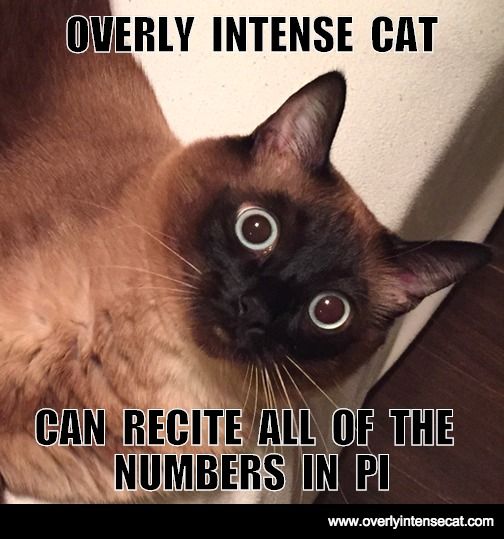 OVERLY INTENSE CAT
CAN RECITE ALL OF THE
NUMBERS IN PI
www.overlyintensecat.com